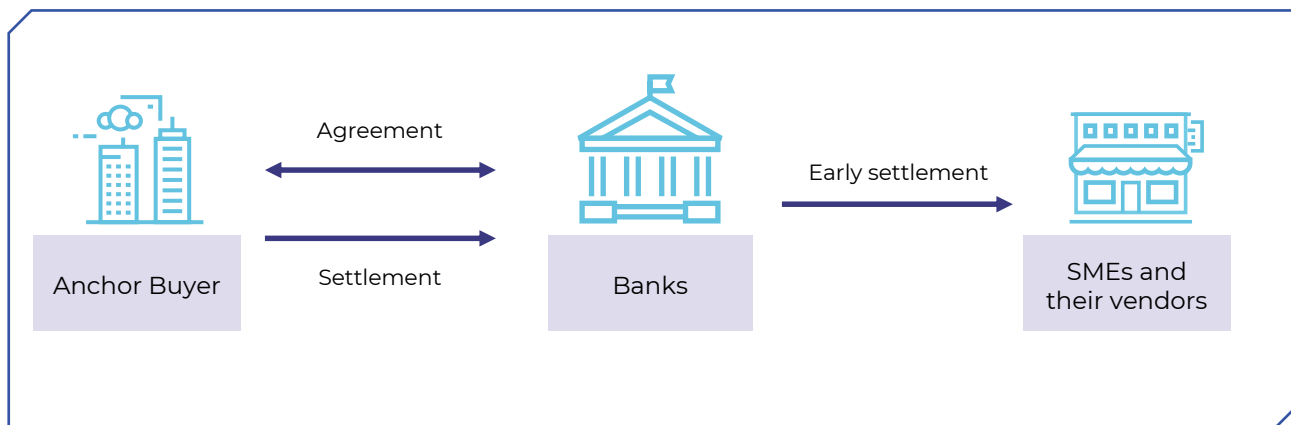 Agreement
Early settlement
Settlement
Anchor Buyer
Banks
SMEs and
their vendors